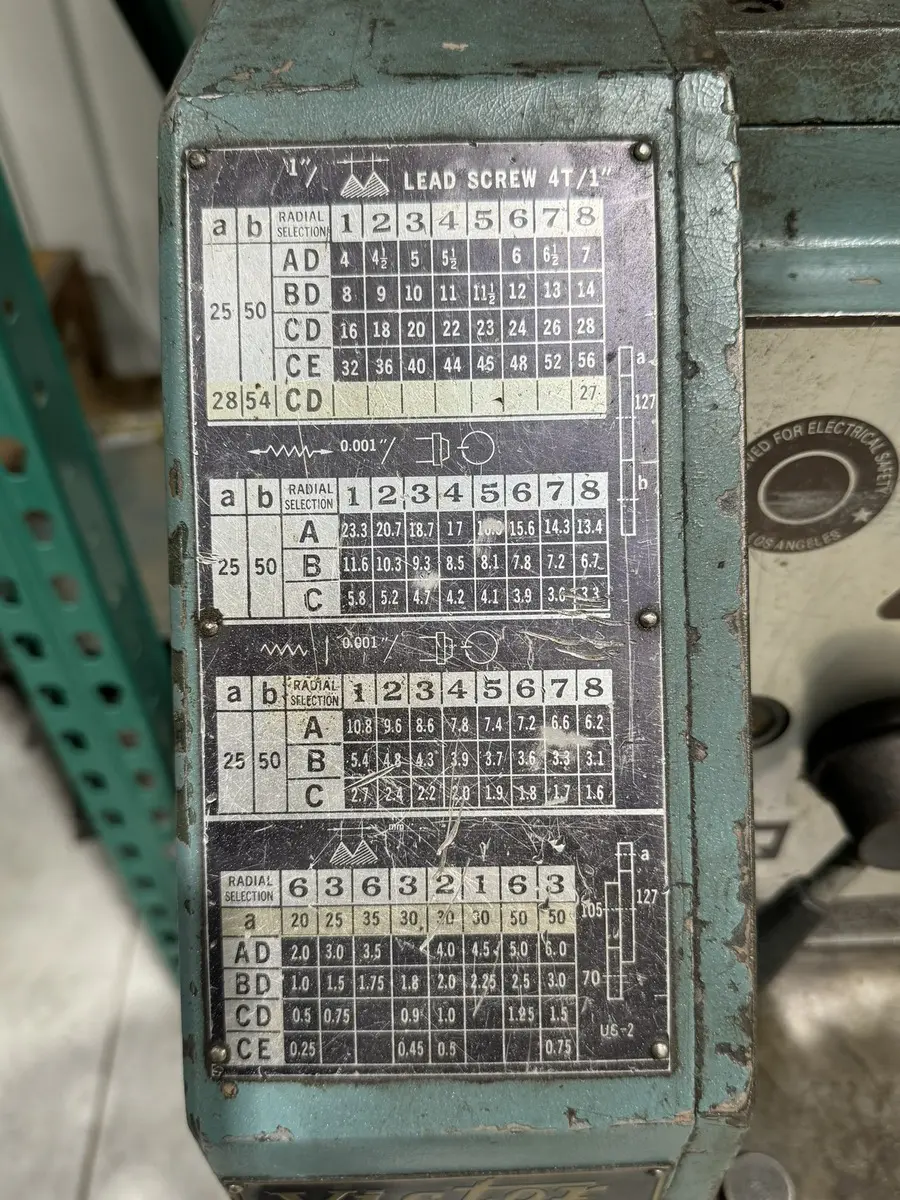 1"/ LEAD SCREW 4T/1"
a b RADIAL SELECTION 1 2 3 4 5 6 7 8
25 50 AD 4 4½ 5 5½ 6 6½ 7
BD 8 9 10 11 11½ 12 13 14
CD 16 18 20 22 23 24 26 28
CE 32 36 40 44 46 48 52 56
28 54 CD 27
a
127
b
0.001"/
a b RADIAL SELECTION 1 2 3 4 5 6 7 8
25 50 A 23.3 20.7 18.7 17 15.6 14.3 13.4
B 11.6 10.3 9.3 8.5 8.1 7.8 7.2 6.7
C 5.8 5.2 4.7 4.2 4.1 3.9 3.6 3.3
0.001"/
a b RADIAL SELECTION 1 2 3 4 5 6 7 8
25 50 A 10.8 9.6 8.6 7.8 7.4 7.2 6.6 6.2
B 5.4 4.8 4.3 3.9 3.7 3.6 3.3 3.1
C 2.7 2.4 2.2 2.0 1.9 1.8 1.7 1.6
mm
RADIAL SELECTION 6 3 6 3 2 1 6 3
a 20 25 35 30 30 30 50 50
AD 2.0 3.0 3.5 4.0 4.5 5.0 6.0
BD 1.0 1.5 1.75 1.8 2.0 2.25 2.5 3.0
CD 0.5 0.75 0.9 1.0 1.25 1.5
CE 0.25 0.45 0.5 0.75
a
127
105
70
US-2
FOR ELECTRICAL SAFETY
LOS ANGELES
Victor